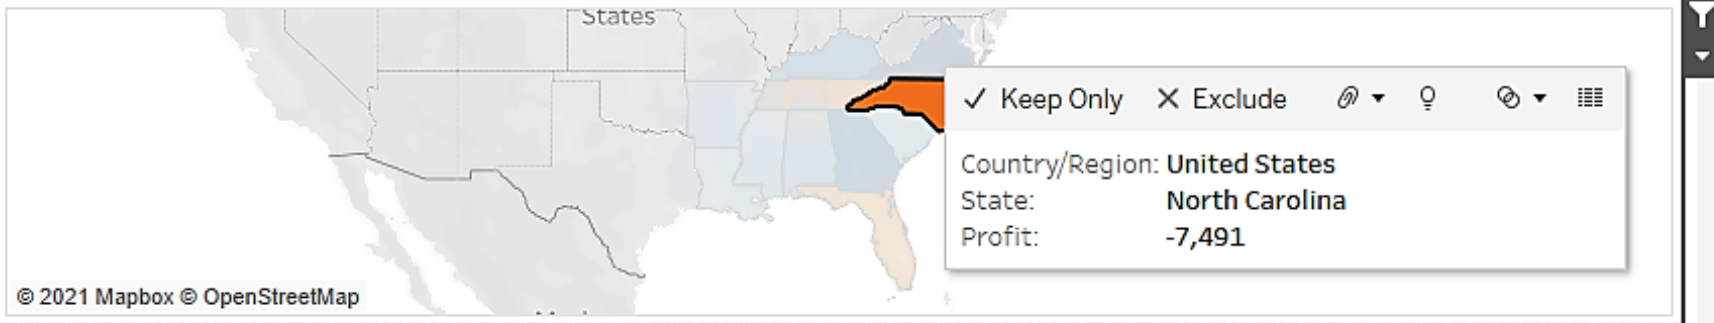 States
Keep Only Exclude
Country/Region: United States
State: North Carolina
Profit: -7,491
© 2021 Mapbox © OpenStreetMap